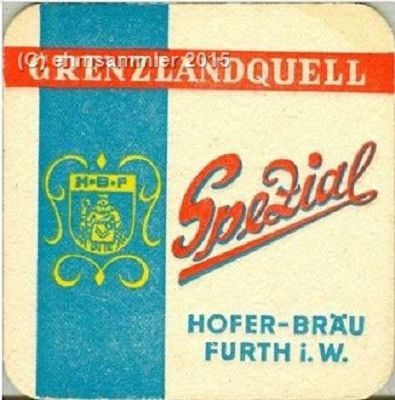 (C) ehmsammler 2015
GRENZLANDQUELL
H·B·F
Spezial
HOFER-BRÄU
FURTH i. W.